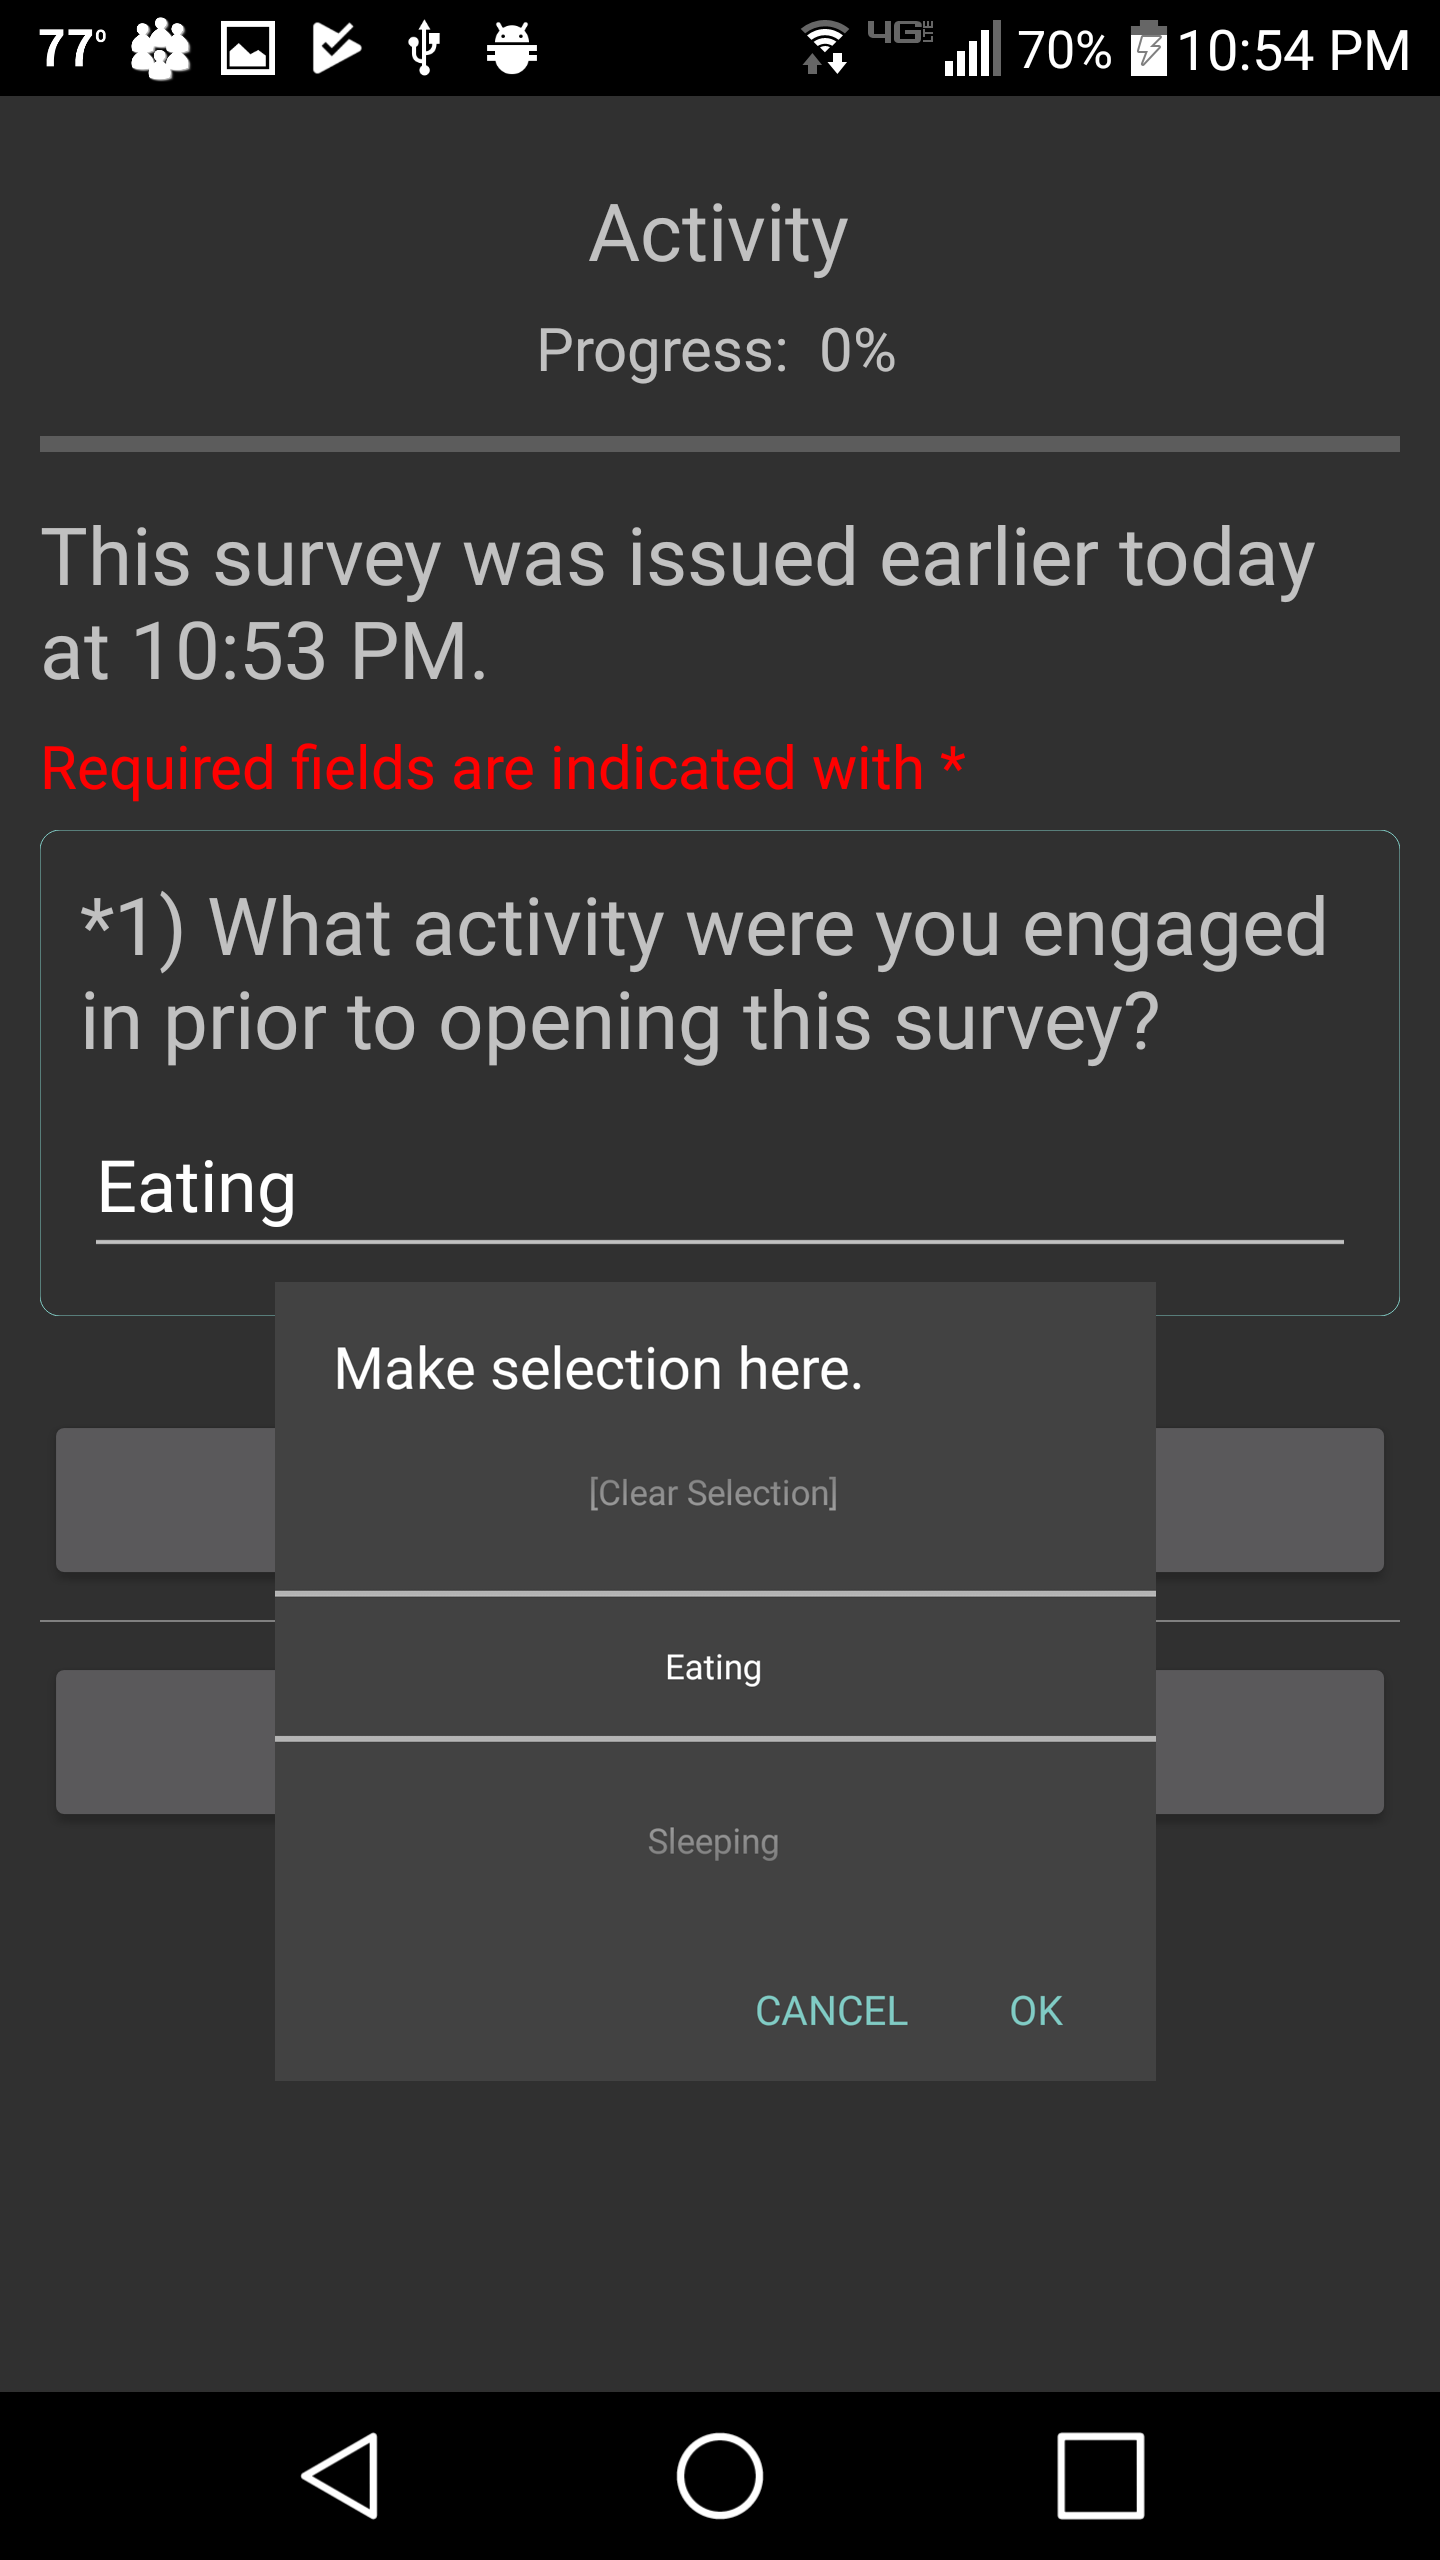 77° 4G LTE 70% 10:54 PM
Activity
Progress: 0%
This survey was issued earlier today
at 10:53 PM.
Required fields are indicated with *
*1) What activity were you engaged
in prior to opening this survey?
Eating
Make selection here.
[Clear Selection]
Eating
Sleeping
CANCEL OK